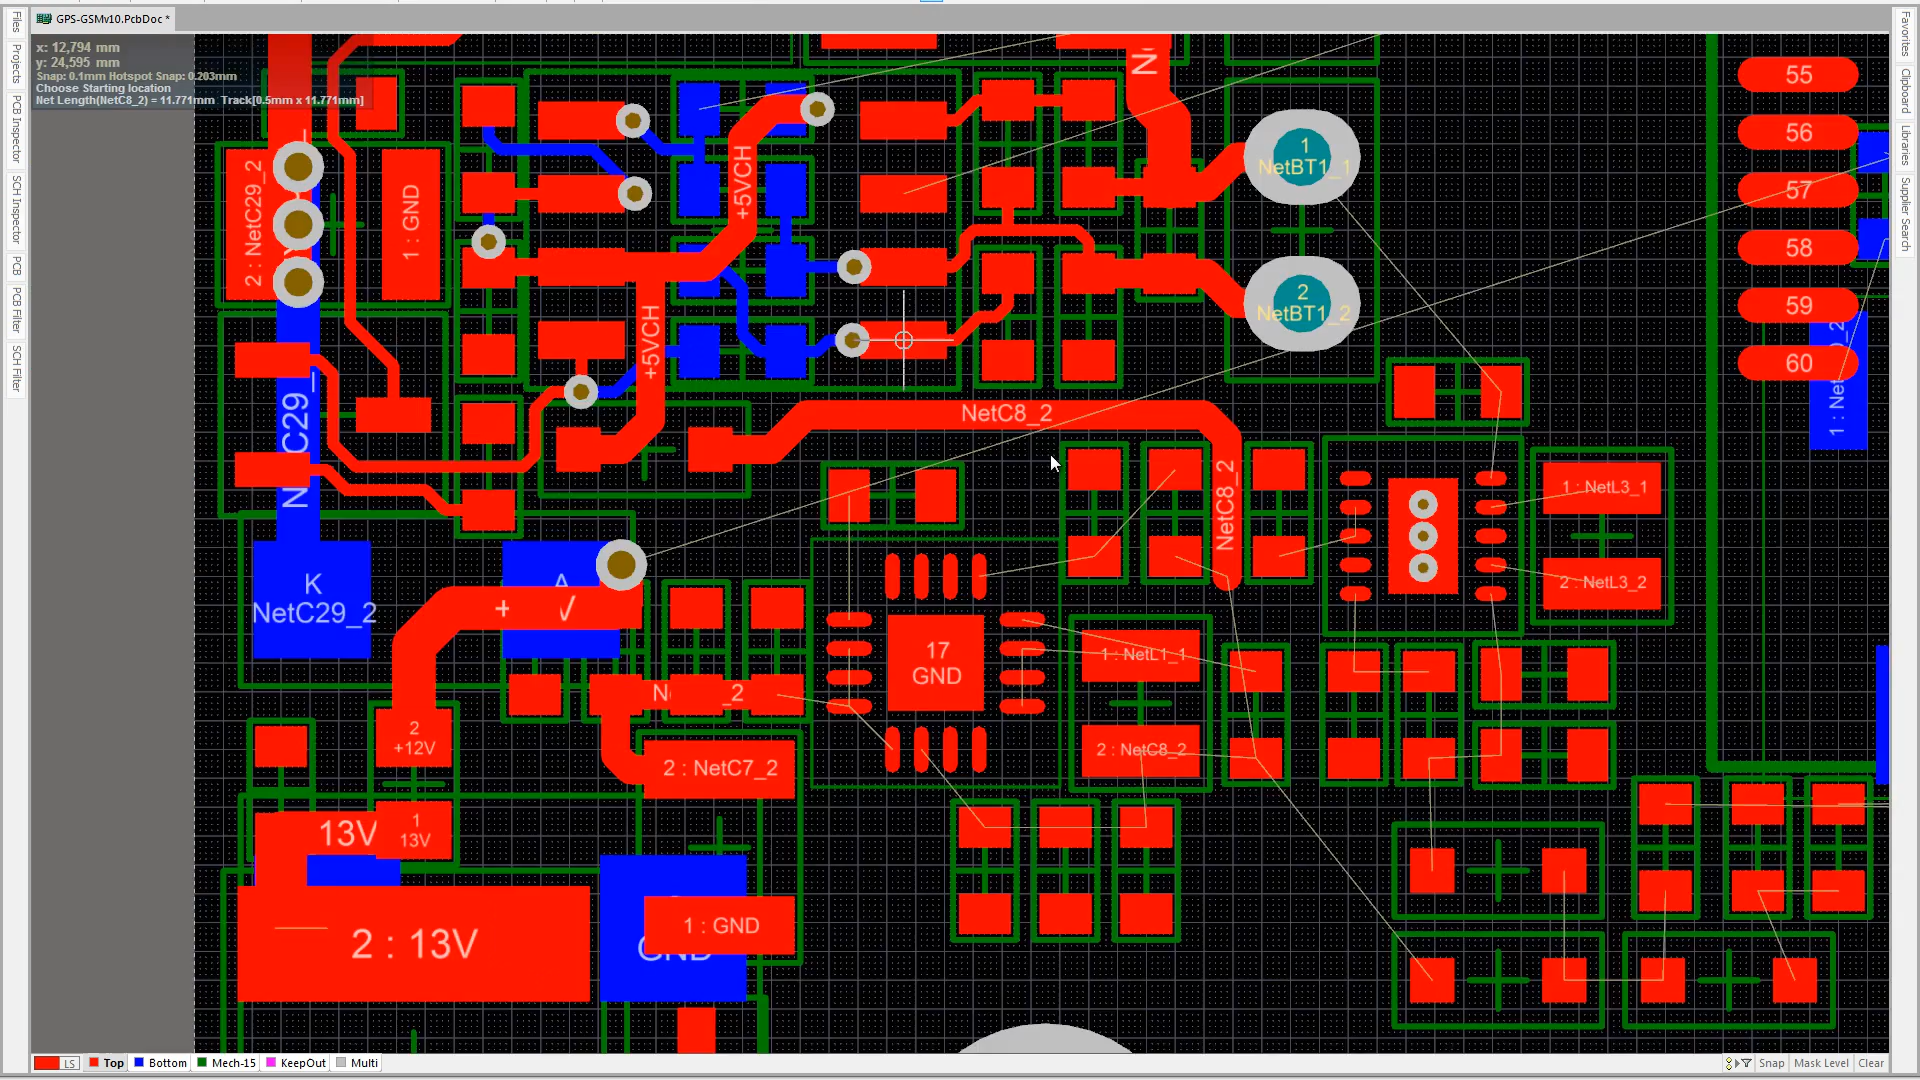 GPS-GSMv10.PcbDoc *
x: 12,794 mm
y: 24,595 mm
Snap: 0.1mm Hotspot Snap: 0.203mm
Choose Starting location
Net Length(NetC8_2) = 11.771mm Track[0.5mm x 11.771mm]
Files
Projects
PCB Inspector
SCH Inspector
PCB
PCB Filter
SCH Filter
Favorites
Clipboard
Libraries
Supplier Search
N
55
56
57
58
59
60
1
NetBT1_1
2
NetBT1_2
2 : NetC29_2
1 : GND
+5VCH
+5VCH
NetC8_2
NetC8_2
C29_
N
1 : NetL3_1
2 : NetL3_2
K
NetC29_2
A
+
17
GND
1 : NetL1_1
2 : NetC8_2
_2
2 : NetC7_2
2
+12V
1
13V
13V
2 : 13V
1 : GND
GND
LS
Top
Bottom
Mech-15
KeepOut
Multi
Snap
Mask Level
Clear